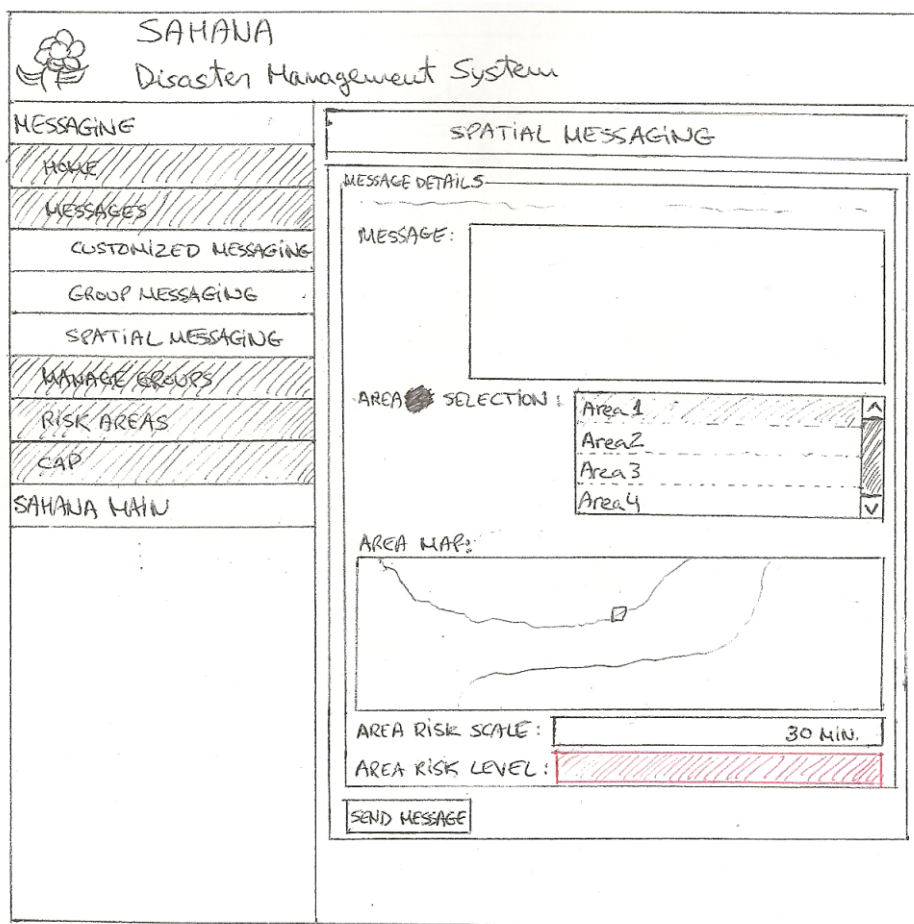 SAHANA
Disaster Management System
MESSAGING
HOME
MESSAGES
CUSTOMIZED MESSAGING
GROUP MESSAGING
SPATIAL MESSAGING
MANAGE GROUPS
RISK AREAS
CAP
SAHANA MAIN
SPATIAL MESSAGING
MESSAGE DETAILS
MESSAGE:
AREA SELECTION:
Area 1
Area2
Area3
Area4
AREA MAP:
AREA RISK SCALE: 30 MIN.
AREA RISK LEVEL:
SEND MESSAGE